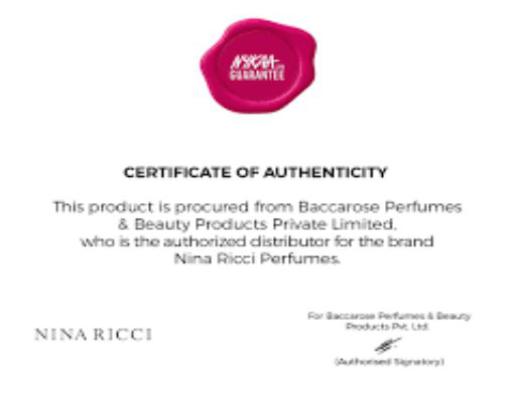 NYKAA
GUARANTEE
CERTIFICATE OF AUTHENTICITY
This product is procured from Baccarose Perfumes
& Beauty Products Private Limited,
who is the authorized distributor for the brand
Nina Ricci Perfumes.
For Baccarose Perfumes & Beauty
Products Pvt. Ltd.
NINA RICCI
(Authorised Signatory)